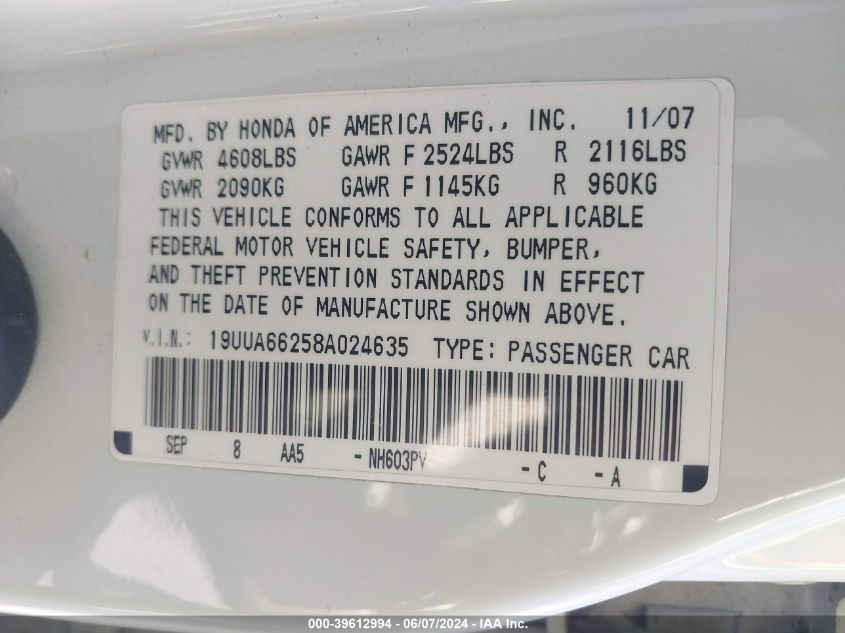 MFD. BY HONDA OF AMERICA MFG., INC. 11/07
GVWR 4608LBS GAWR F 2524LBS R 2116LBS
GVWR 2090KG GAWR F 1145KG R 960KG
THIS VEHICLE CONFORMS TO ALL APPLICABLE
FEDERAL MOTOR VEHICLE SAFETY, BUMPER,
AND THEFT PREVENTION STANDARDS IN EFFECT
ON THE DATE OF MANUFACTURE SHOWN ABOVE.
V.I.N.: 19UUA66258A024635 TYPE: PASSENGER CAR
SEP 8 AA5 - NH603PV - C - A
000-39612994 - 06/07/2024 - IAA Inc.